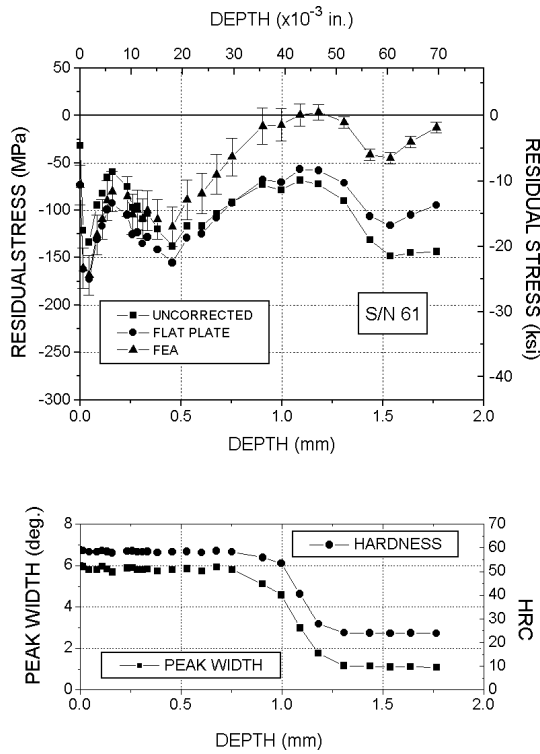 DEPTH (x10-3 in.)
0 10 20 30 40 50 60 70
50
0
-50
-100
-150
-200
-250
-300
RESIDUALSTRESS (MPa)
0
-10
-20
-30
-40
RESIDUAL STRESS (ksi)
UNCORRECTED
FLAT PLATE
FEA
S/N 61
0.0 0.5 1.0 1.5 2.0
DEPTH (mm)
8
6
4
2
0
PEAK WIDTH (deg.)
70
60
50
40
30
20
10
0
HRC
HARDNESS
PEAK WIDTH
0.0 0.5 1.0 1.5 2.0
DEPTH (mm)